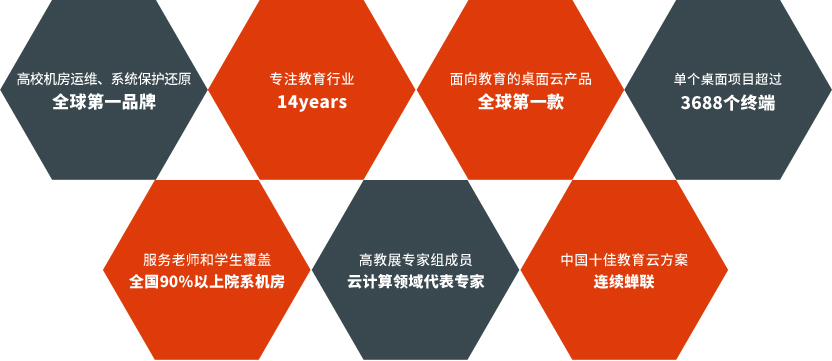 高校机房运维、系统保护还原
全球第一品牌
专注教育行业
14years
面向教育的桌面云产品
全球第一款
单个桌面项目超过
3688个终端
服务老师和学生覆盖
全国90%以上院系机房
高教展专家组成员
云计算领域代表专家
中国十佳教育云方案
连续蝉联